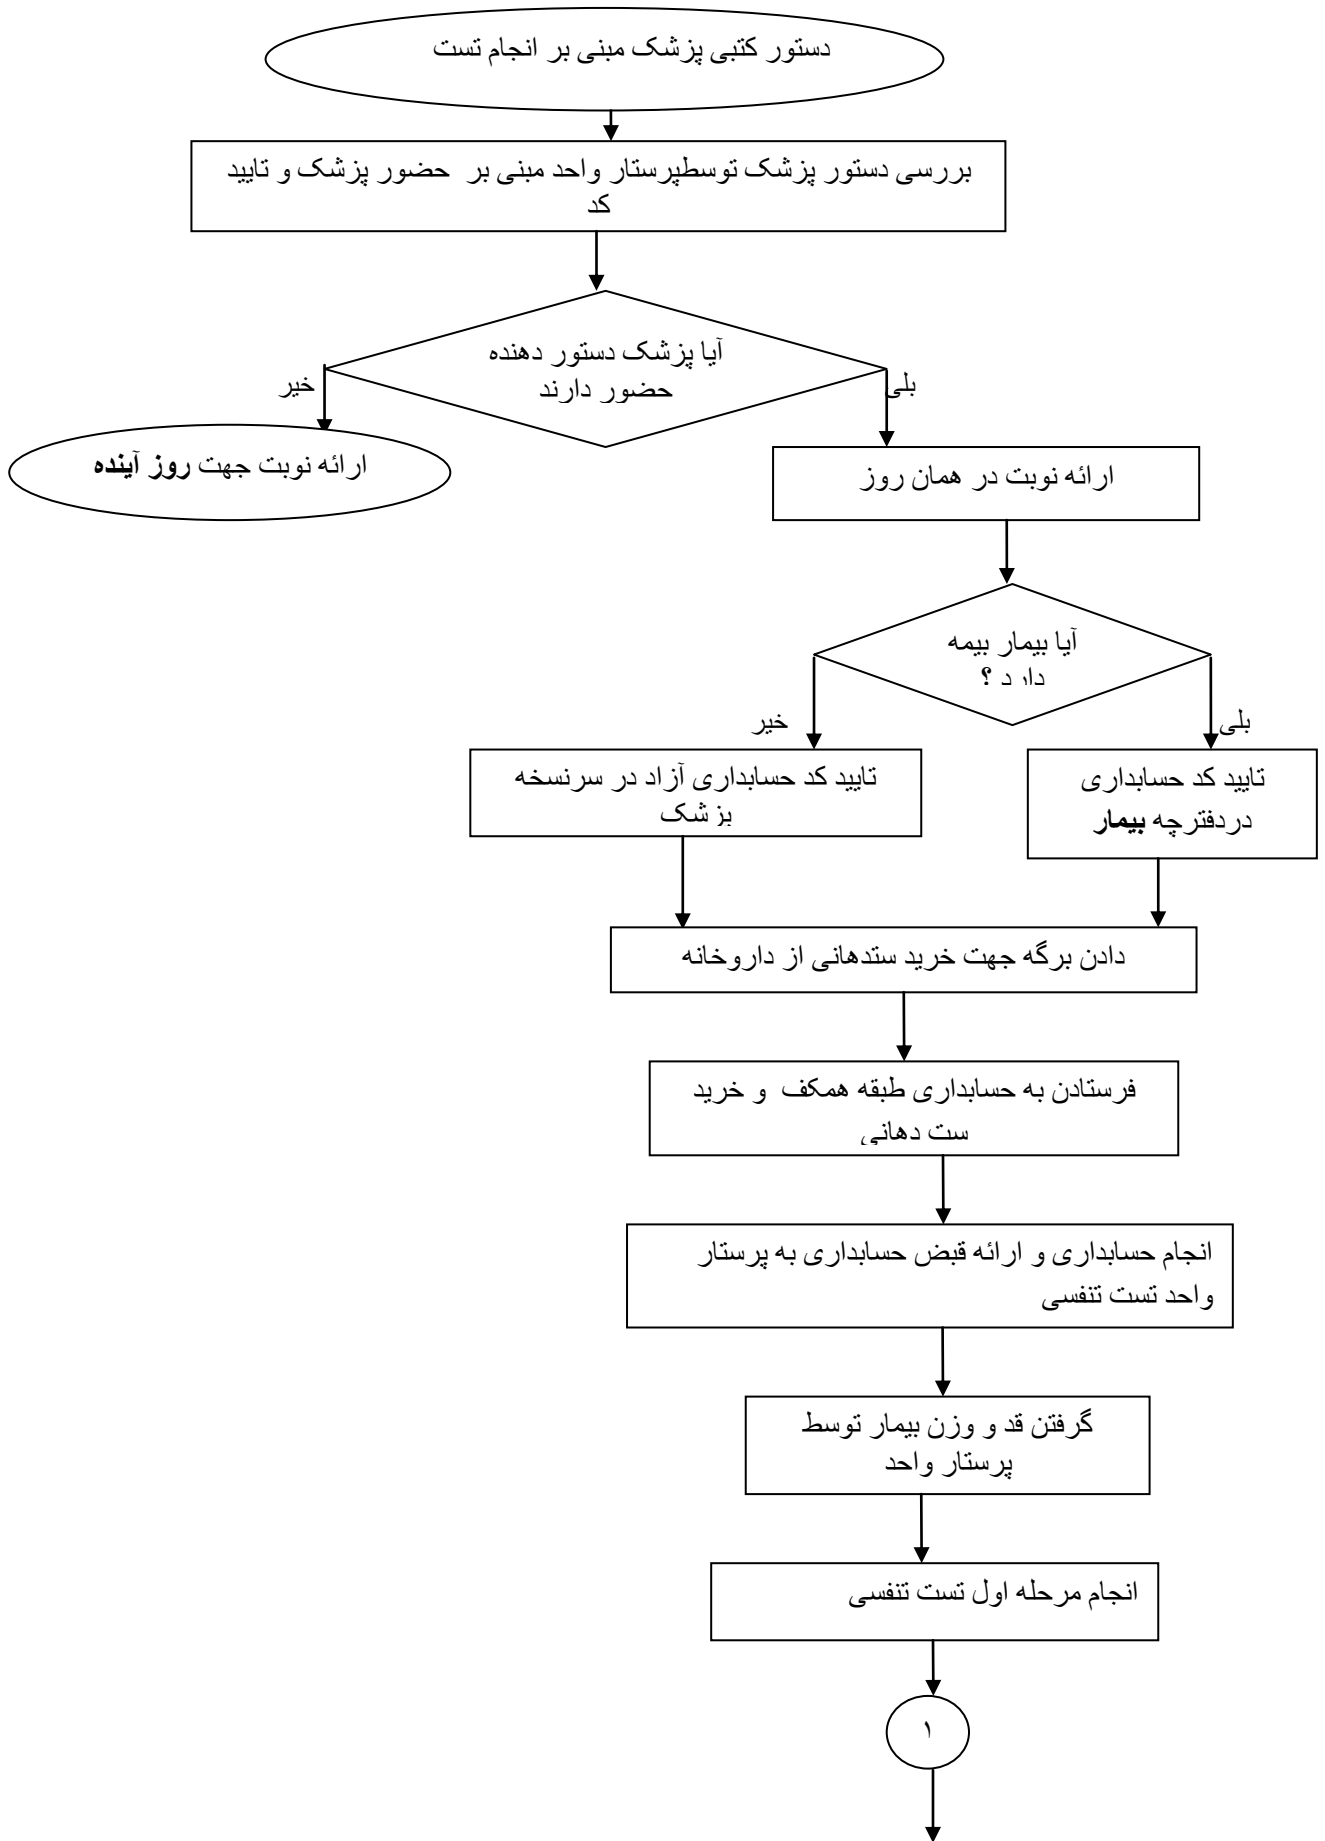 دستور کتبی پزشک مبنی بر انجام تست
بررسی دستور پزشک توسطپرستار واحد مبنی بر حضور پزشک و تایید
کد
آیا پزشک دستور دهنده
حضور دارند
بلی
خیر
ارائه نوبت جهت روز آینده
ارائه نوبت در همان روز
آیا بیمار بیمه
دارد ؟
بلی
خیر
تایید کد حسابداری
دردفترچه بیمار
تایید کد حسابداری آزاد در سرنسخه
پزشک
دادن برگه جهت خرید ستدهانی از داروخانه
فرستادن به حسابداری طبقه همکف و خرید
ست دهانی
انجام حسابداری و ارائه قبض حسابداری به پرستار
واحد تست تنفسی
گرفتن قد و وزن بیمار توسط
پرستار واحد
انجام مرحله اول تست تنفسی
۱